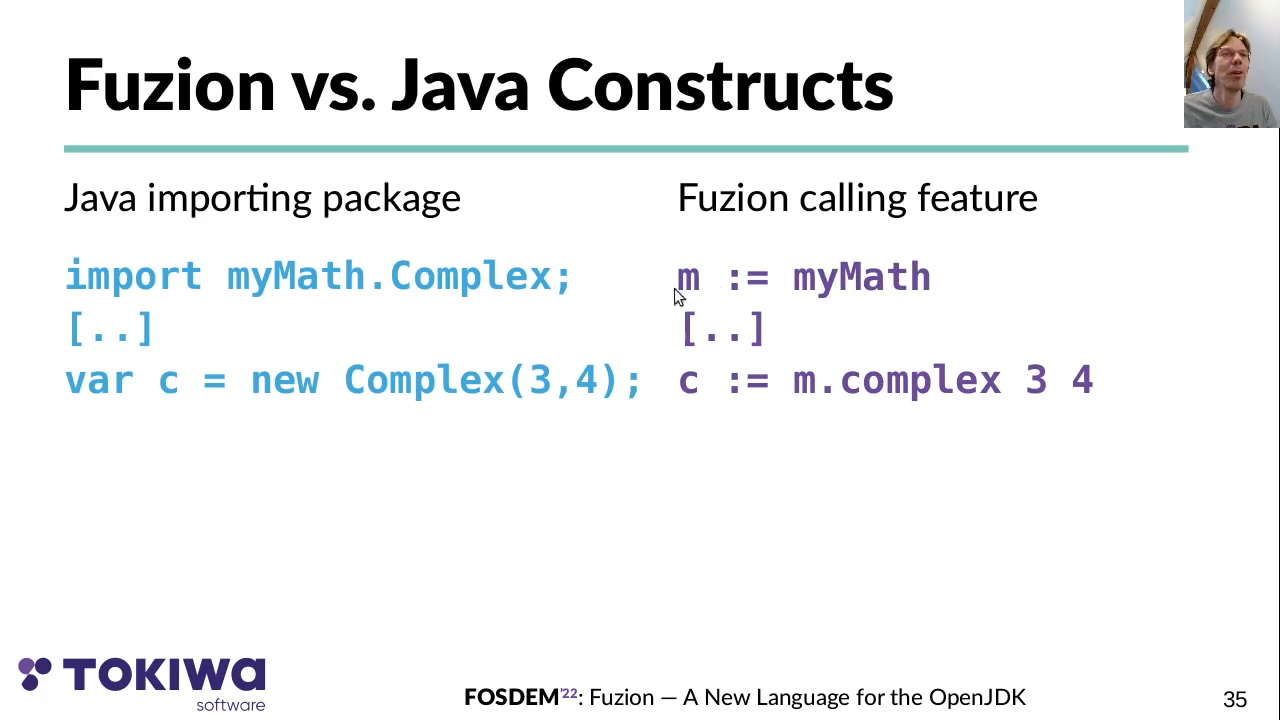 Fuzion vs. Java Constructs
Java importing package
import myMath.Complex;
[..]
var c = new Complex(3,4);
Fuzion calling feature
m := myMath
[..]
c := m.complex 3 4
TOKIWA
software
FOSDEM'22: Fuzion — A New Language for the OpenJDK
35